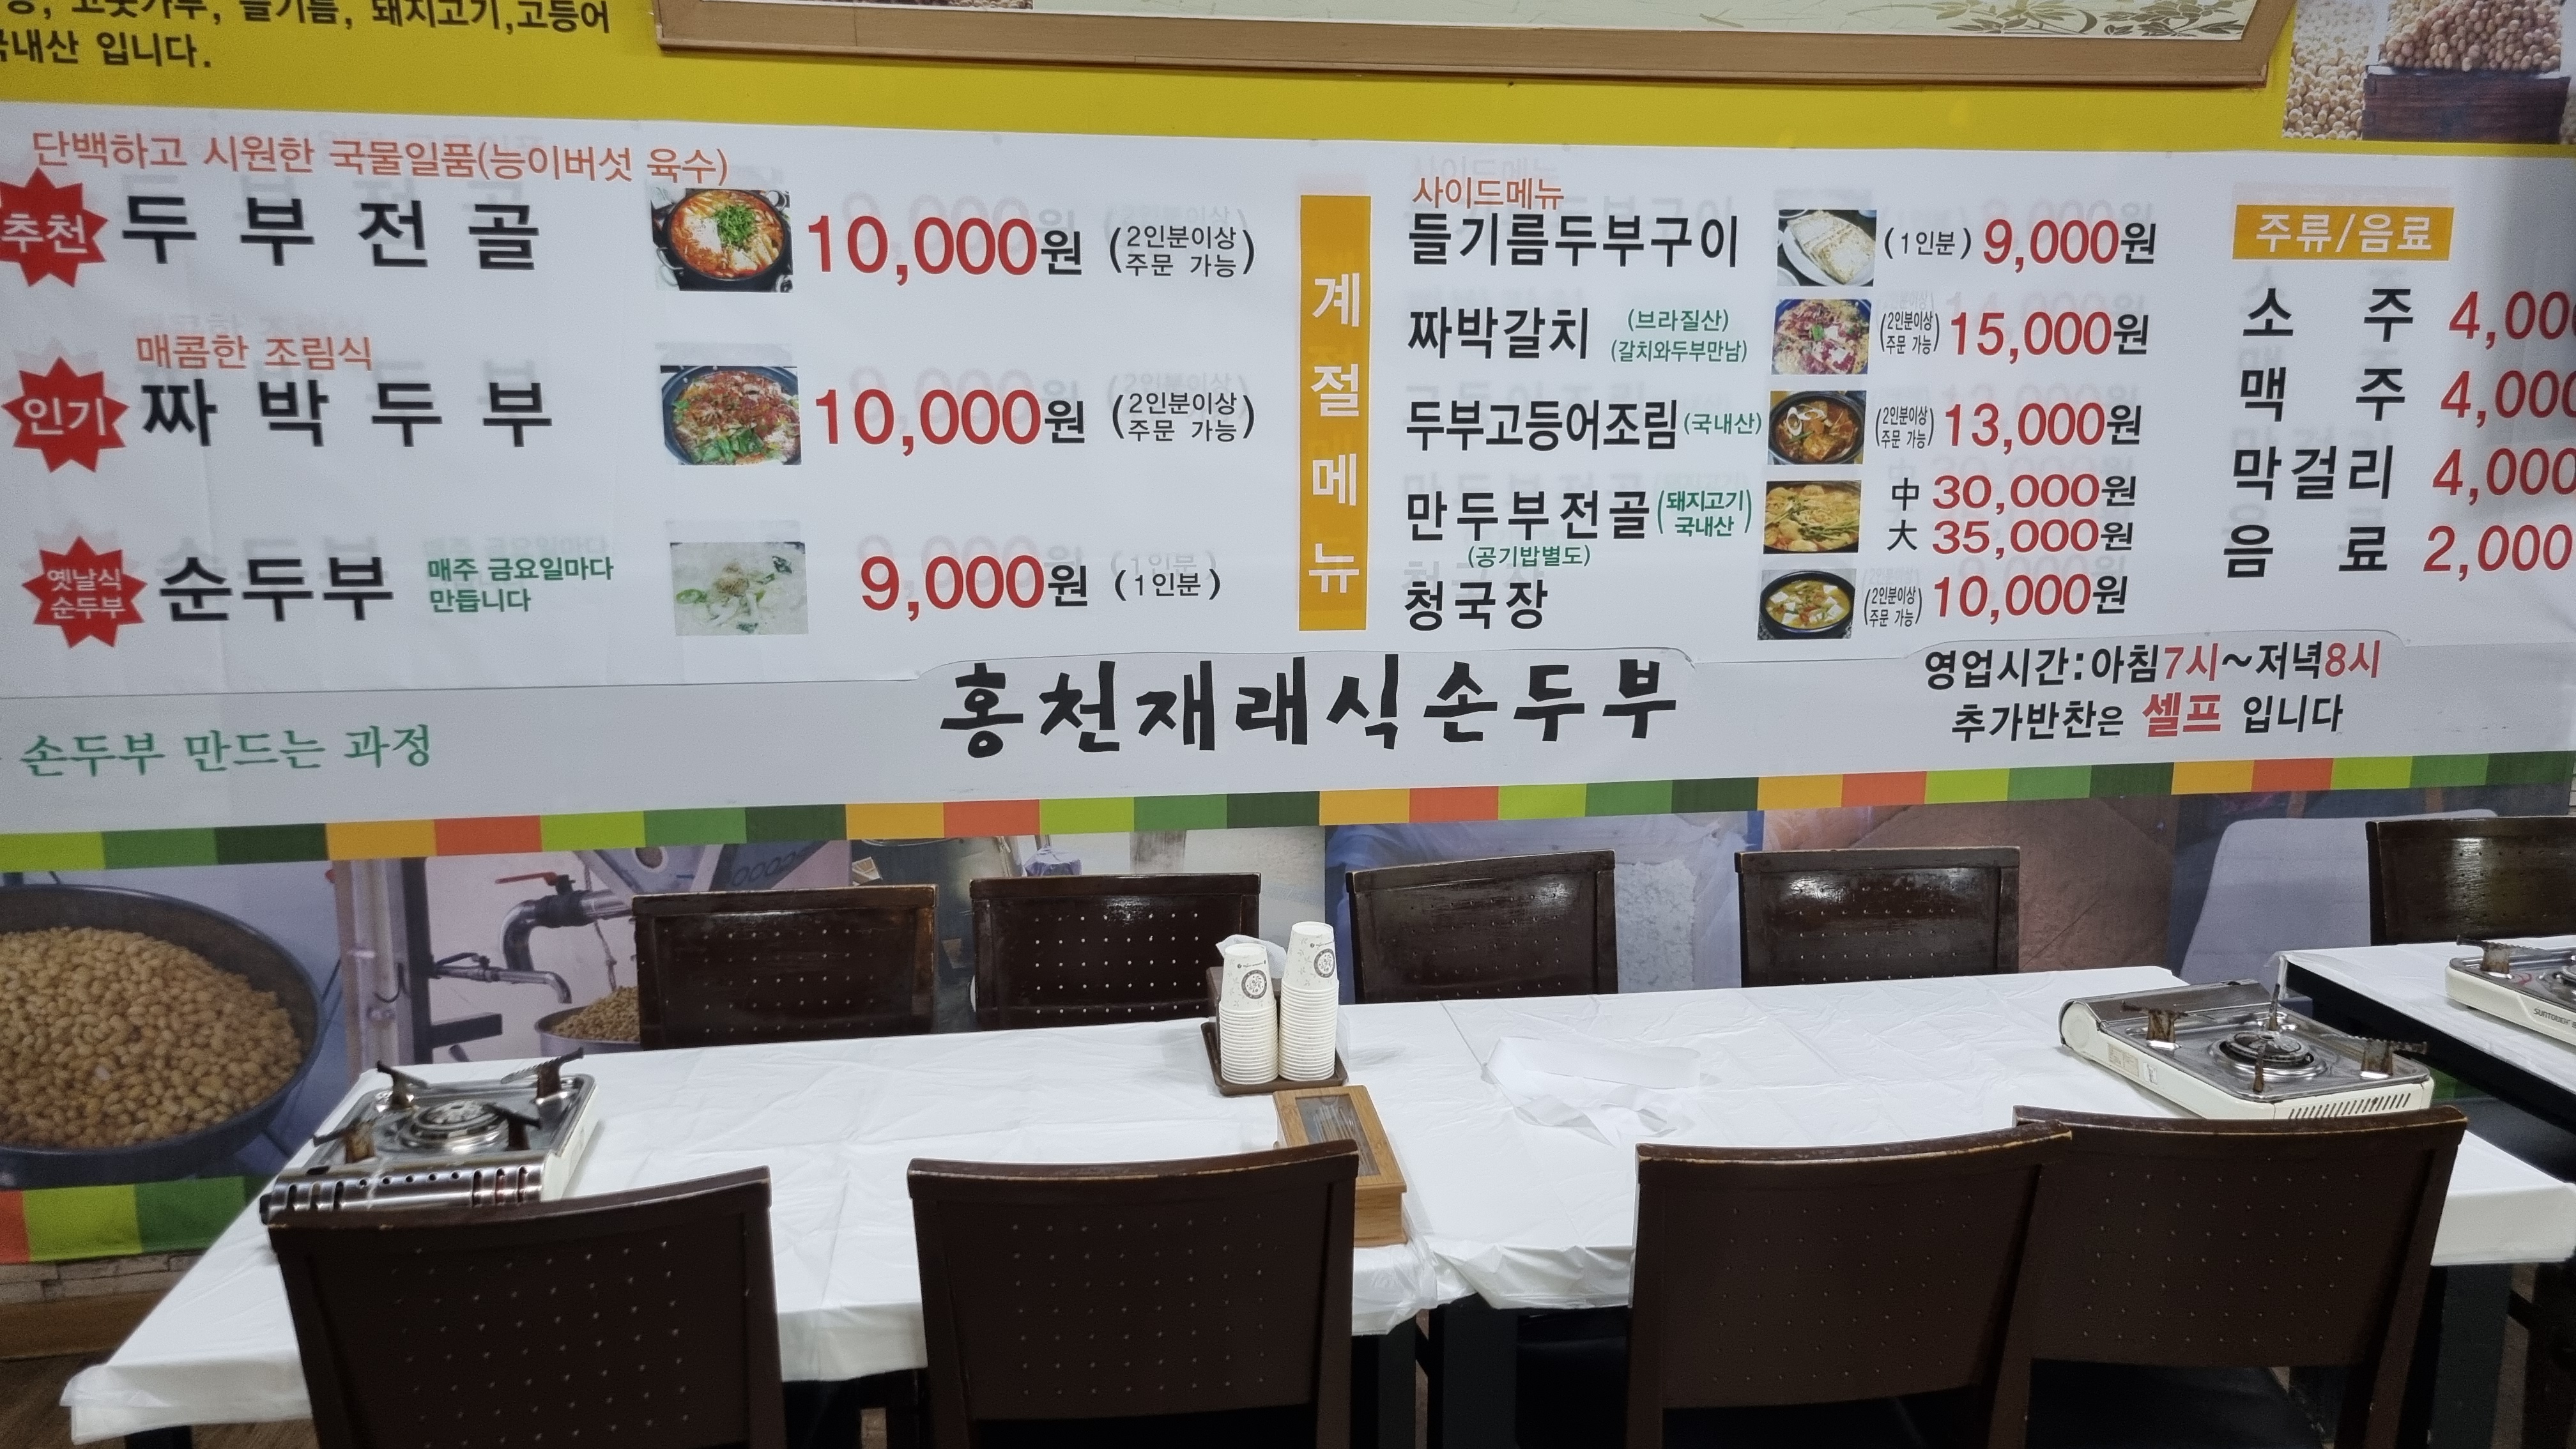 고춧가루, 들기름, 돼지고기,고등어
국내산 입니다.
단백하고 시원한 국물일품(능이버섯 육수)
추천 두부전골 10,000원 (2인분이상 주문 가능)
매콤한 조림식
인기 짜박두부 10,000원 (2인분이상 주문 가능)
옛날식 순두부 순두부 매주 금요일마다 만듭니다 9,000원 (1인분)
계절메뉴
사이드메뉴
들기름두부구이 (1인분) 9,000원
짜박갈치 (브라질산) (갈치와두부만남) (2인분이상 주문 가능) 15,000원
두부고등어조림(국내산) (2인분이상 주문 가능) 13,000원
만두부전골(돼지고기 국내산) 中 30,000원
大 35,000원
(공기밥별도)
청국장 (2인분이상 주문 가능) 10,000원
주류/음료
소주 4,00
맥주 4,000
막걸리 4,000
음료 2,000
홍천재래식손두부
영업시간:아침7시~저녁8시
추가반찬은 셀프 입니다
손두부 만드는 과정